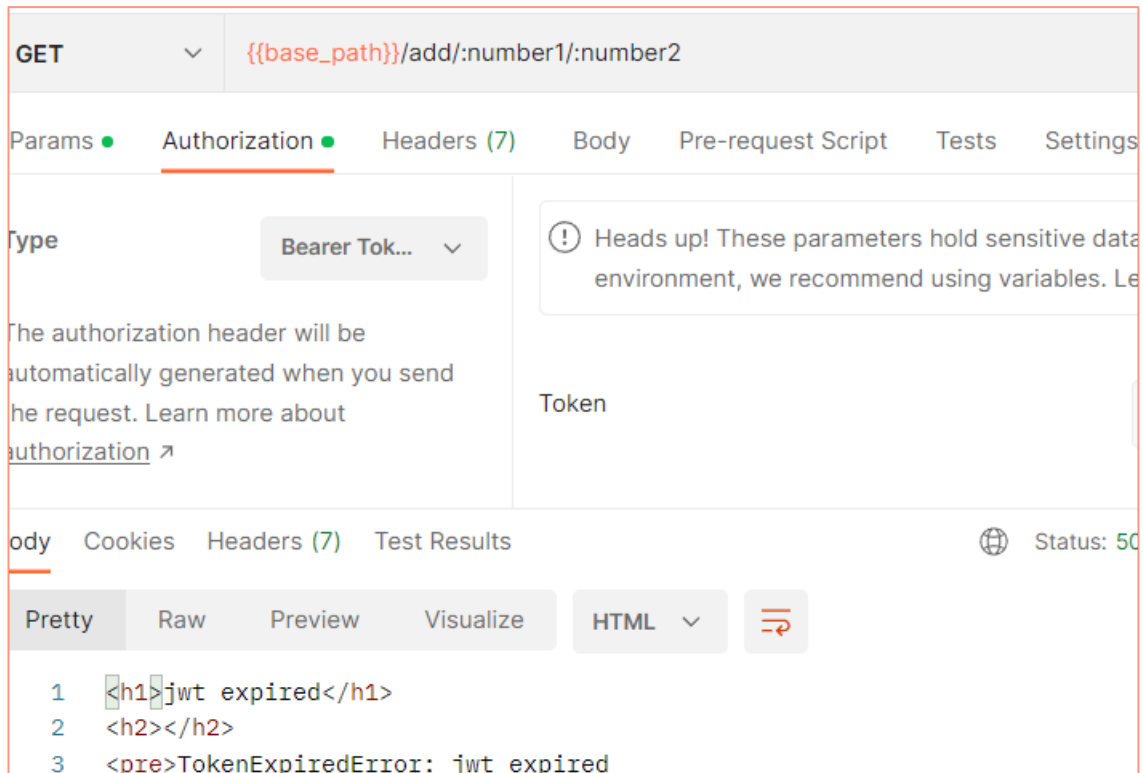 GET {{base_path}}/add/:number1/:number2
Params Authorization Headers (7) Body Pre-request Script Tests Settings
Type Bearer Tok...
Heads up! These parameters hold sensitive data
environment, we recommend using variables. Le
The authorization header will be
automatically generated when you send
the request. Learn more about
authorization ↗
Token
ody Cookies Headers (7) Test Results Status: 50
Pretty Raw Preview Visualize HTML
1 <h1>jwt expired</h1>
2 <h2></h2>
3 <pre>TokenExpiredError: jwt expired